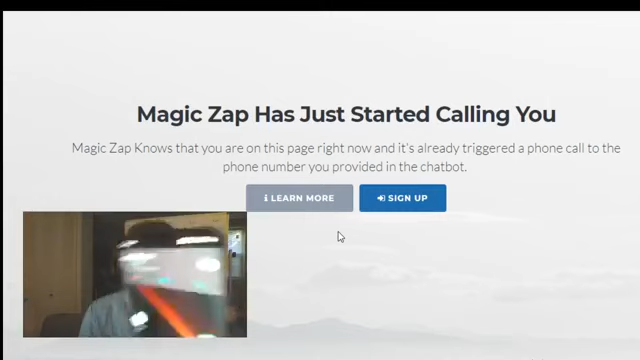 Magic Zap Has Just Started Calling You
Magic Zap Knows that you are on this page right now and it's already triggered a phone call to the
phone number you provided in the chatbot.
LEARN MORE
SIGN UP